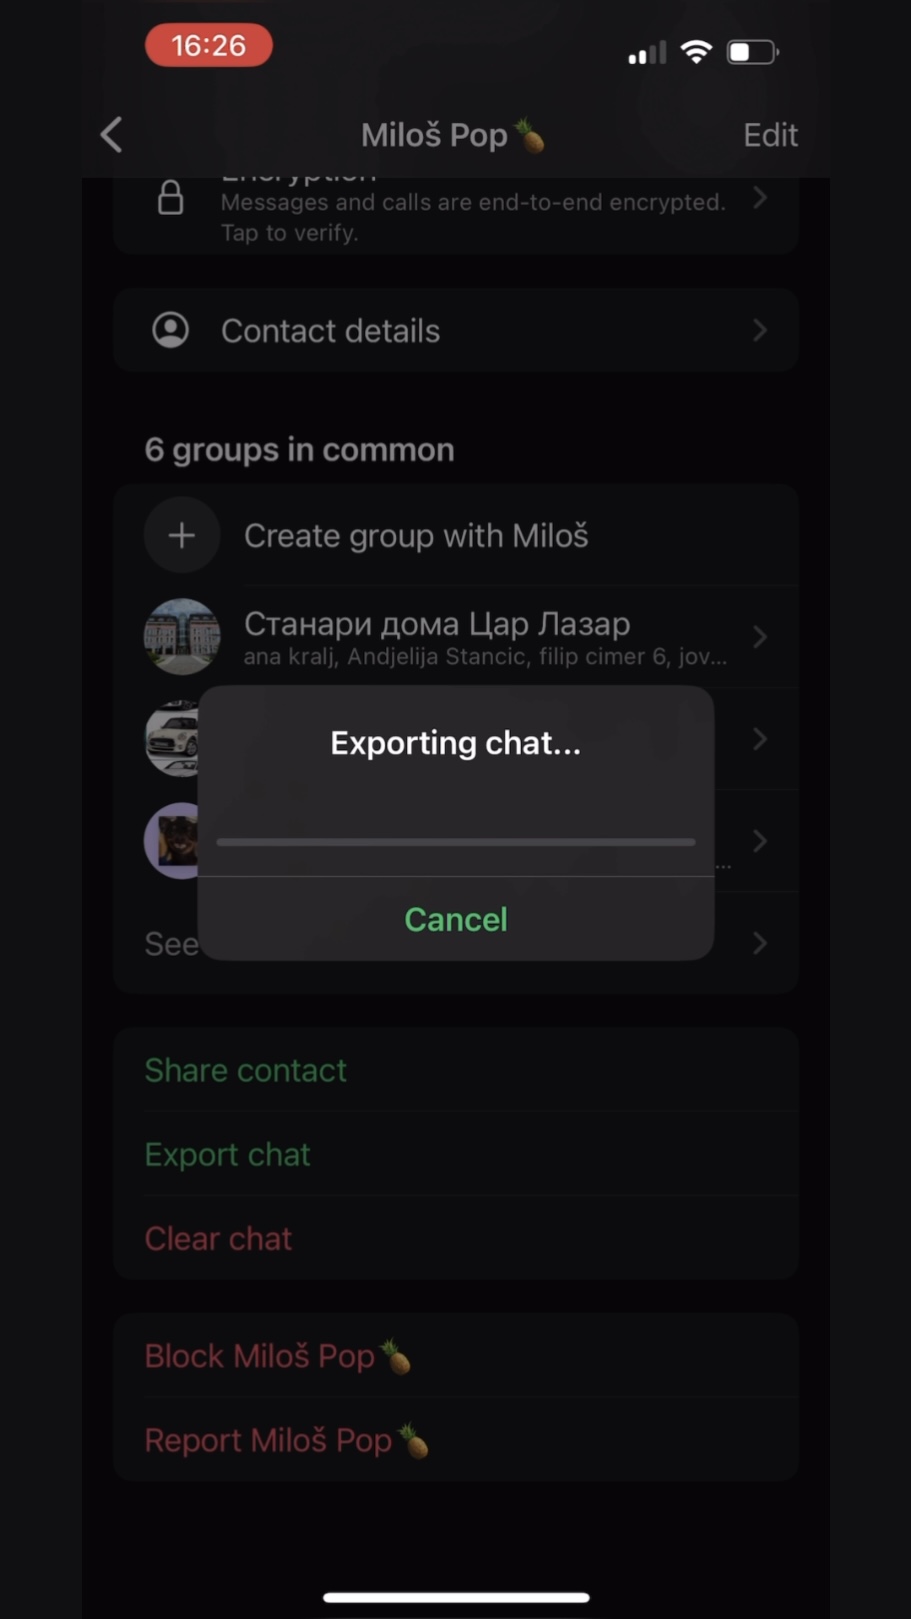 16:26
Miloš Pop🍍
Edit
Encryption
Messages and calls are end-to-end encrypted.
Tap to verify.
Contact details
6 groups in common
Create group with Miloš
Станари дома Цар Лазар
ana kralj, Andjelija Stancic, filip cimer 6, jov...
Exporting chat...
...
Cancel
See
Share contact
Export chat
Clear chat
Block Miloš Pop🍍
Report Miloš Pop🍍